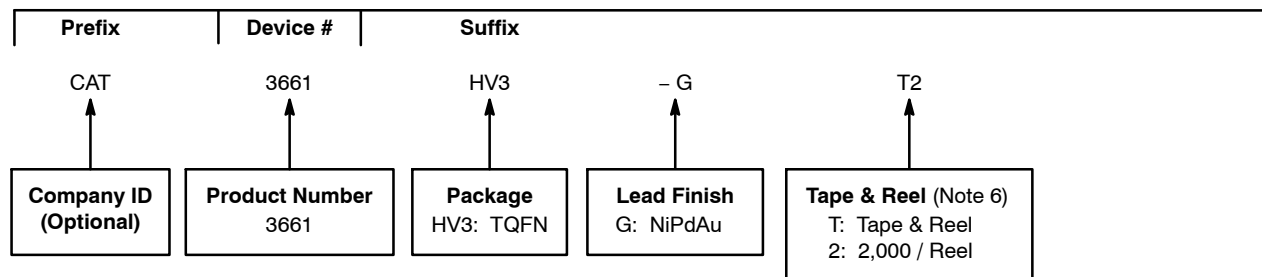 Prefix Device # Suffix
CAT 3661 HV3 – G T2
Company ID
(Optional)
Product Number
3661
Package
HV3: TQFN
Lead Finish
G: NiPdAu
Tape & Reel (Note 6)
T: Tape & Reel
2: 2,000 / Reel